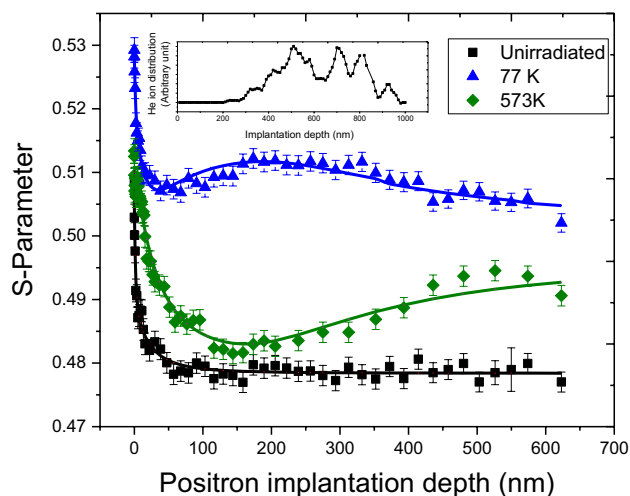 0.53
0.52
0.51
0.50
0.49
0.48
0.47
S-Parameter
0 100 200 300 400 500 600 700
Positron implantation depth (nm)
He ion distribution
(Arbitrary unit)
0 200 400 600 800 1000
Implantation depth (nm)
Unirradiated
77 K
573K